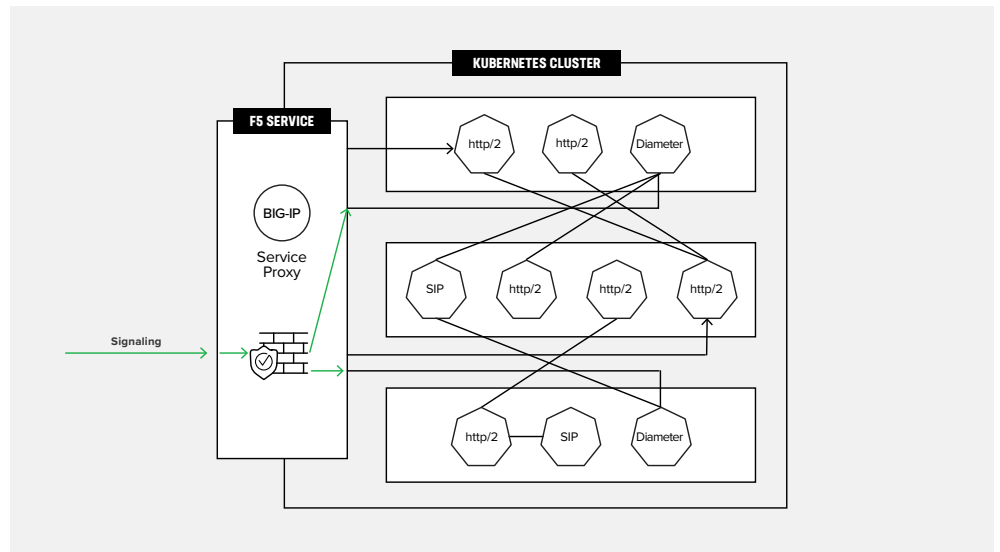 KUBERNETES CLUSTER
F5 SERVICE
http/2
http/2
Diameter
BIG-IP
Service
Proxy
SIP
http/2
http/2
http/2
Signaling
http/2
SIP
Diameter